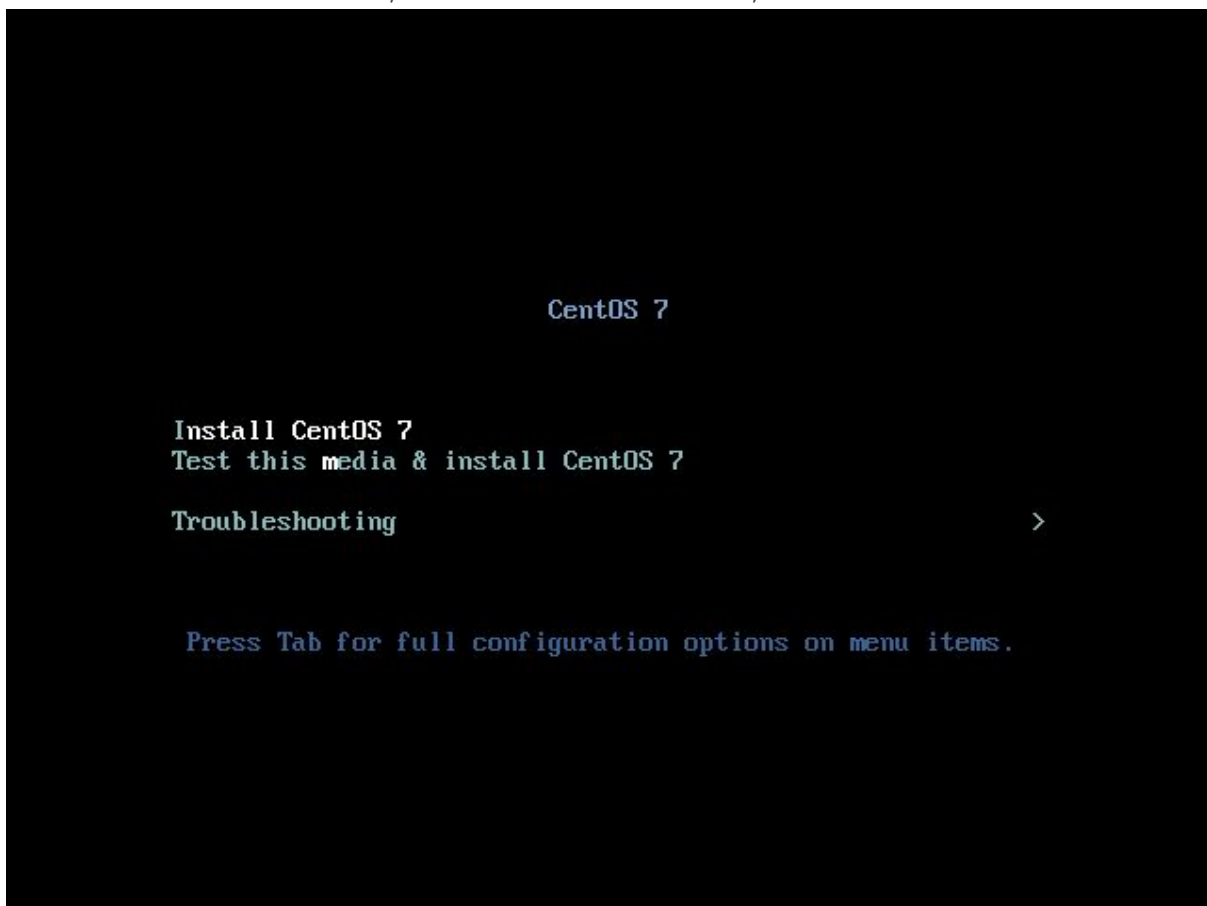 CentOS 7
Install CentOS 7
Test this media & install CentOS 7
Troubleshooting >
Press Tab for full configuration options on menu items.